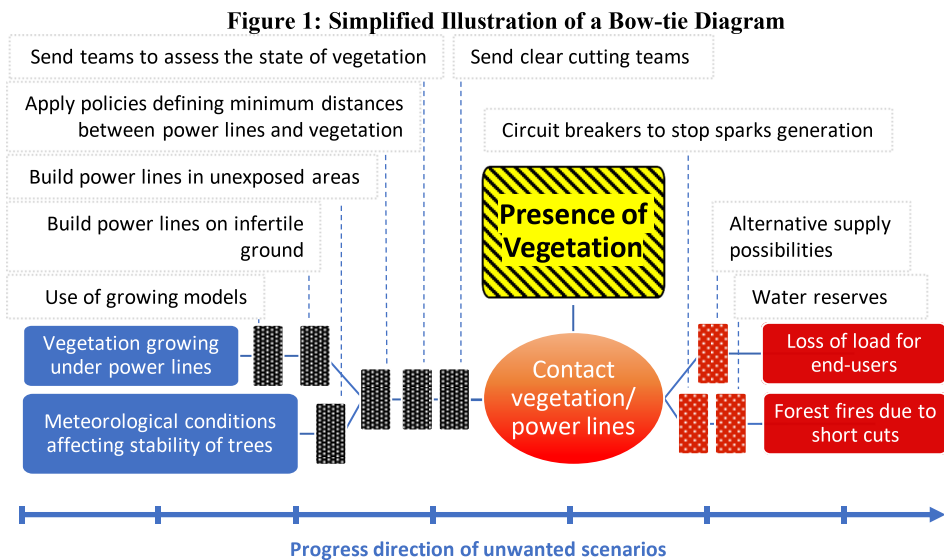 Figure 1: Simplified Illustration of a Bow-tie Diagram
Send teams to assess the state of vegetation
Send clear cutting teams
Apply policies defining minimum distances
between power lines and vegetation
Circuit breakers to stop sparks generation
Build power lines in unexposed areas
Presence of
Vegetation
Build power lines on infertile
ground
Alternative supply
possibilities
Use of growing models
Water reserves
Vegetation growing
under power lines
Contact
vegetation/
power lines
Loss of load for
end-users
Meteorological conditions
affecting stability of trees
Forest fires due to
short cuts
Progress direction of unwanted scenarios